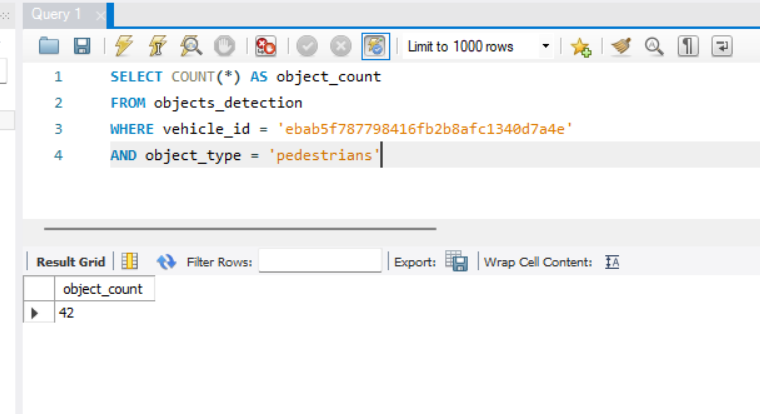 Query 1
Limit to 1000 rows
1 SELECT COUNT(*) AS object_count
2 FROM objects_detection
3 WHERE vehicle_id = 'ebab5f787798416fb2b8afc1340d7a4e'
4 AND object_type = 'pedestrians'
Result Grid Filter Rows: Export: Wrap Cell Content:
object_count
42